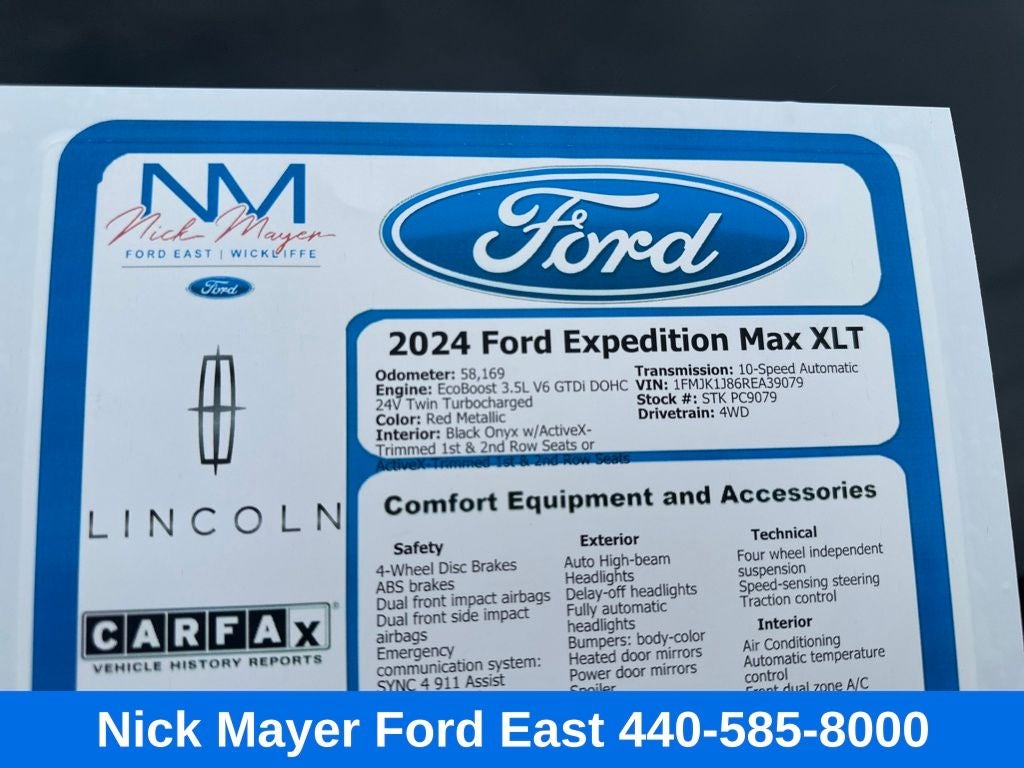 NM
Nick Mayer
FORD EAST | WICKLIFFE
Ford
Ford
LINCOLN
CARFAX®
VEHICLE HISTORY REPORTS
2024 Ford Expedition Max XLT
Odometer: 58,169
Engine: EcoBoost 3.5L V6 GTDi DOHC
24V Twin Turbocharged
Color: Red Metallic
Interior: Black Onyx w/ActiveX-
Trimmed 1st & 2nd Row Seats or
ActiveX-Trimmed 1st & 2nd Row Seats
Transmission: 10-Speed Automatic
VIN: 1FMJK1J86REA39079
Stock #: STK PC9079
Drivetrain: 4WD
Comfort Equipment and Accessories
Safety
4-Wheel Disc Brakes
ABS brakes
Dual front impact airbags
Dual front side impact
airbags
Emergency
communication system:
SYNC 4 911 Assist
Exterior
Auto High-beam
Headlights
Delay-off headlights
Fully automatic
headlights
Bumpers: body-color
Heated door mirrors
Power door mirrors
Spoiler
Technical
Four wheel independent
suspension
Speed-sensing steering
Traction control
Interior
Air Conditioning
Automatic temperature
control
Front dual zone A/C
Nick Mayer Ford East 440-585-8000